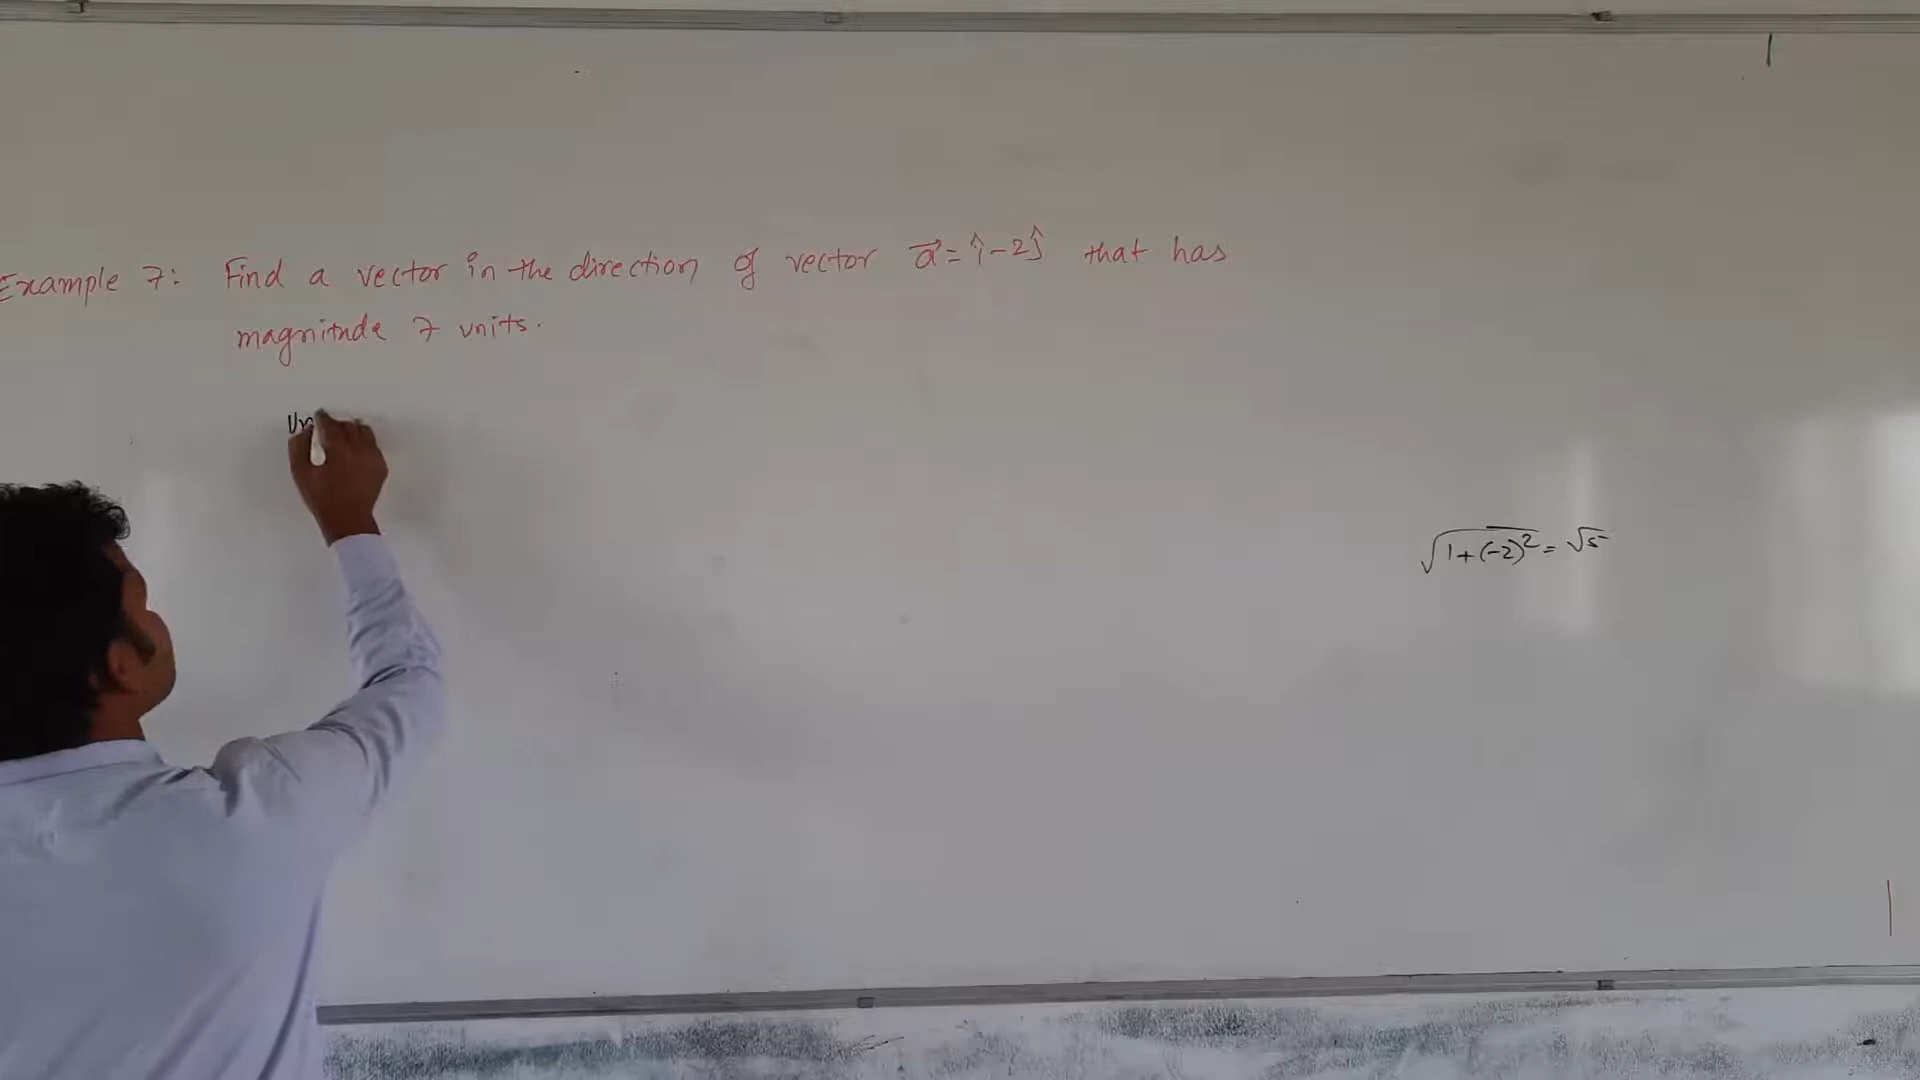 Example 7: Find a vector in the direction of vector a⃗ = î - 2ĵ that has
magnitude 7 units.
√(1+(-2)²) = √5